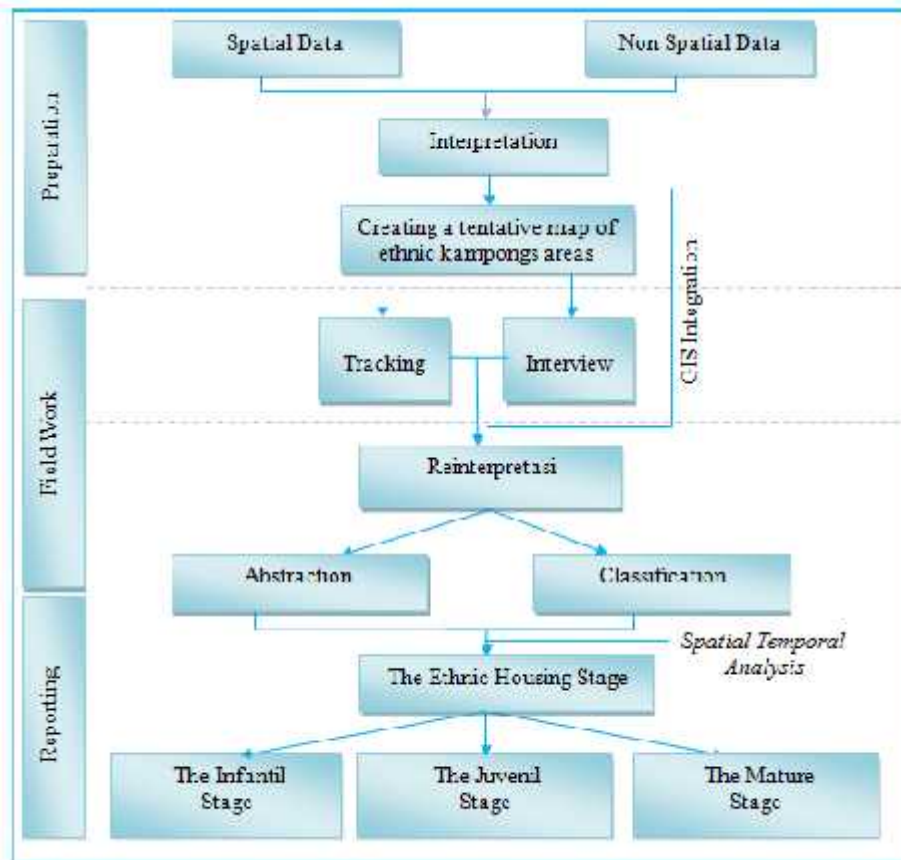 Preparation
Spatial Data
Non Spatial Data
Interpretation
Creating a tentative map of
ethnic kampongs areas
GIS Integration
Field Work
Tracking
Interview
Reinterpretasi
Abstraction
Classification
Reporting
Spatial Temporal
Analysis
The Ethnic Housing Stage
The Infantil
Stage
The Juvenil
Stage
The Mature
Stage